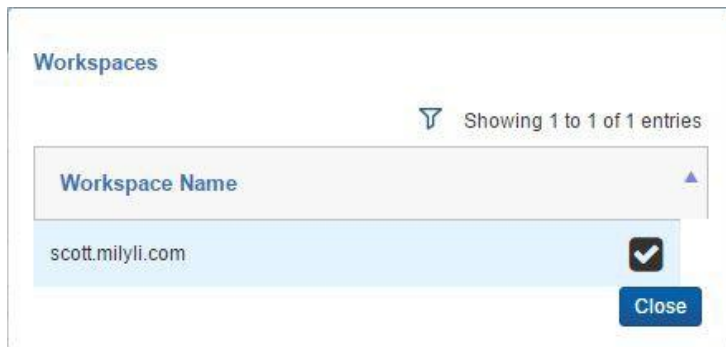 Workspaces
Showing 1 to 1 of 1 entries
Workspace Name
scott.milyli.com
Close